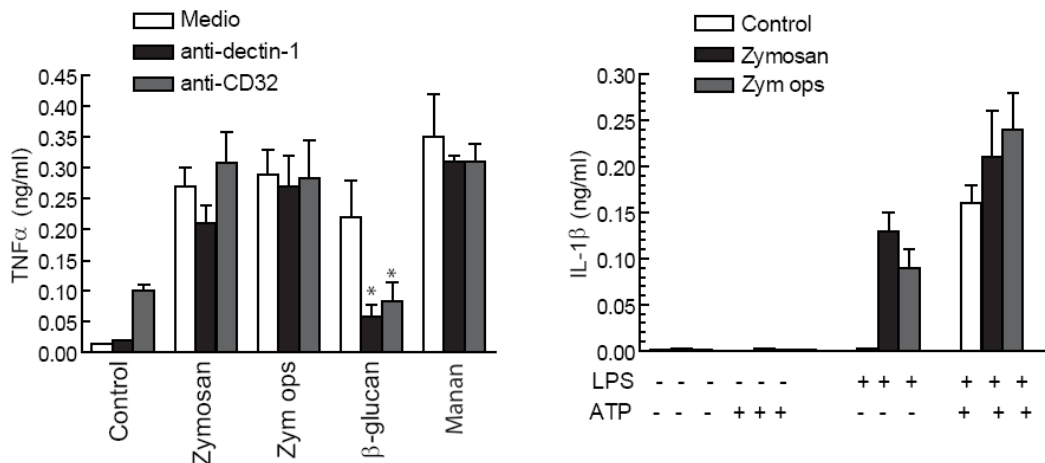 Medio
anti-dectin-1
anti-CD32
TNFα (ng/ml)
0.45
0.40
0.35
0.30
0.25
0.20
0.15
0.10
0.05
0.00
*
*
Control
Zymosan
Zym ops
β-glucan
Manan
Control
Zymosan
Zym ops
IL-1β (ng/ml)
0.30
0.25
0.20
0.15
0.10
0.05
0.00
LPS - - - - - - + + + + + +
ATP - - - + + + - - - + + +